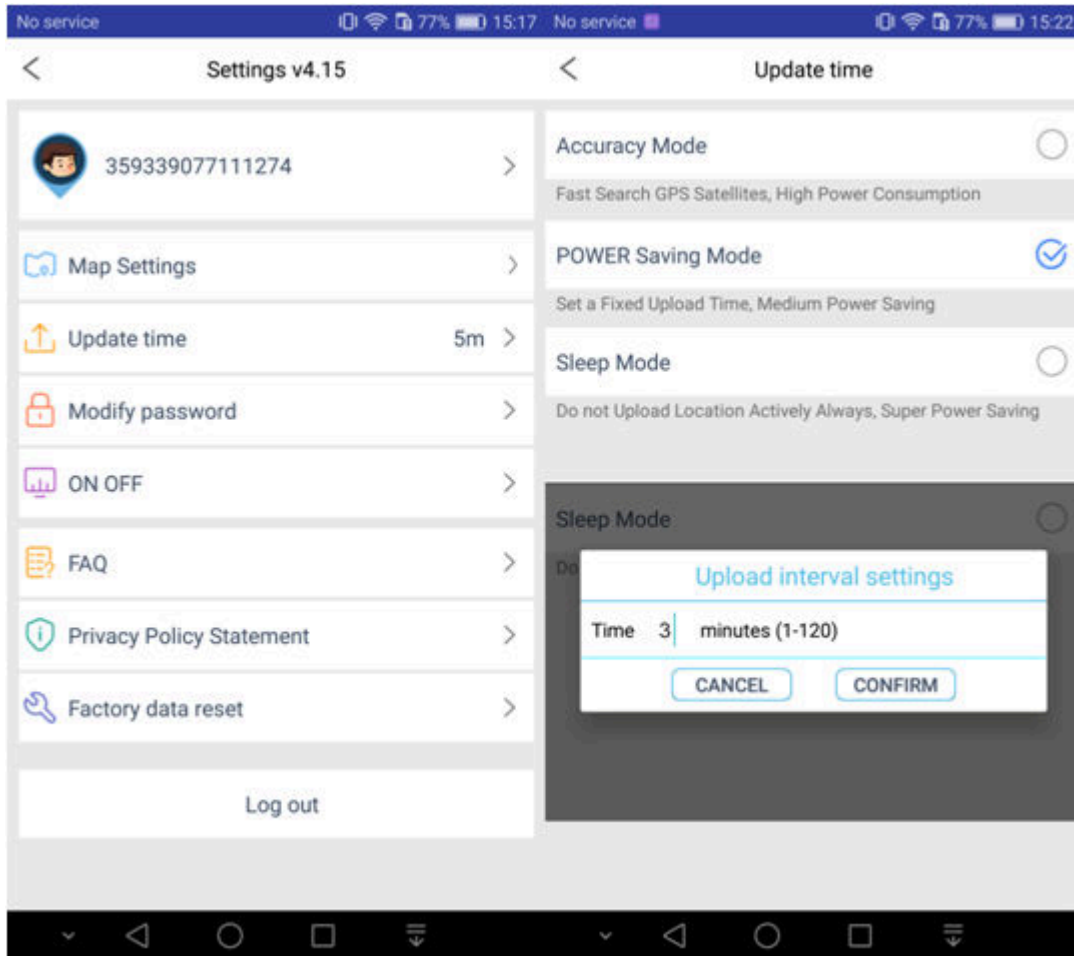 No service 77% 15:17
Settings v4.15
359339077111274
Map Settings
Update time 5m
Modify password
ON OFF
FAQ
Privacy Policy Statement
Factory data reset
Log out
No service 77% 15:22
Update time
Accuracy Mode
Fast Search GPS Satellites, High Power Consumption
POWER Saving Mode
Set a Fixed Upload Time, Medium Power Saving
Sleep Mode
Do not Upload Location Actively Always, Super Power Saving
Sleep Mode
Do
Upload interval settings
Time 3 minutes (1-120)
CANCEL CONFIRM